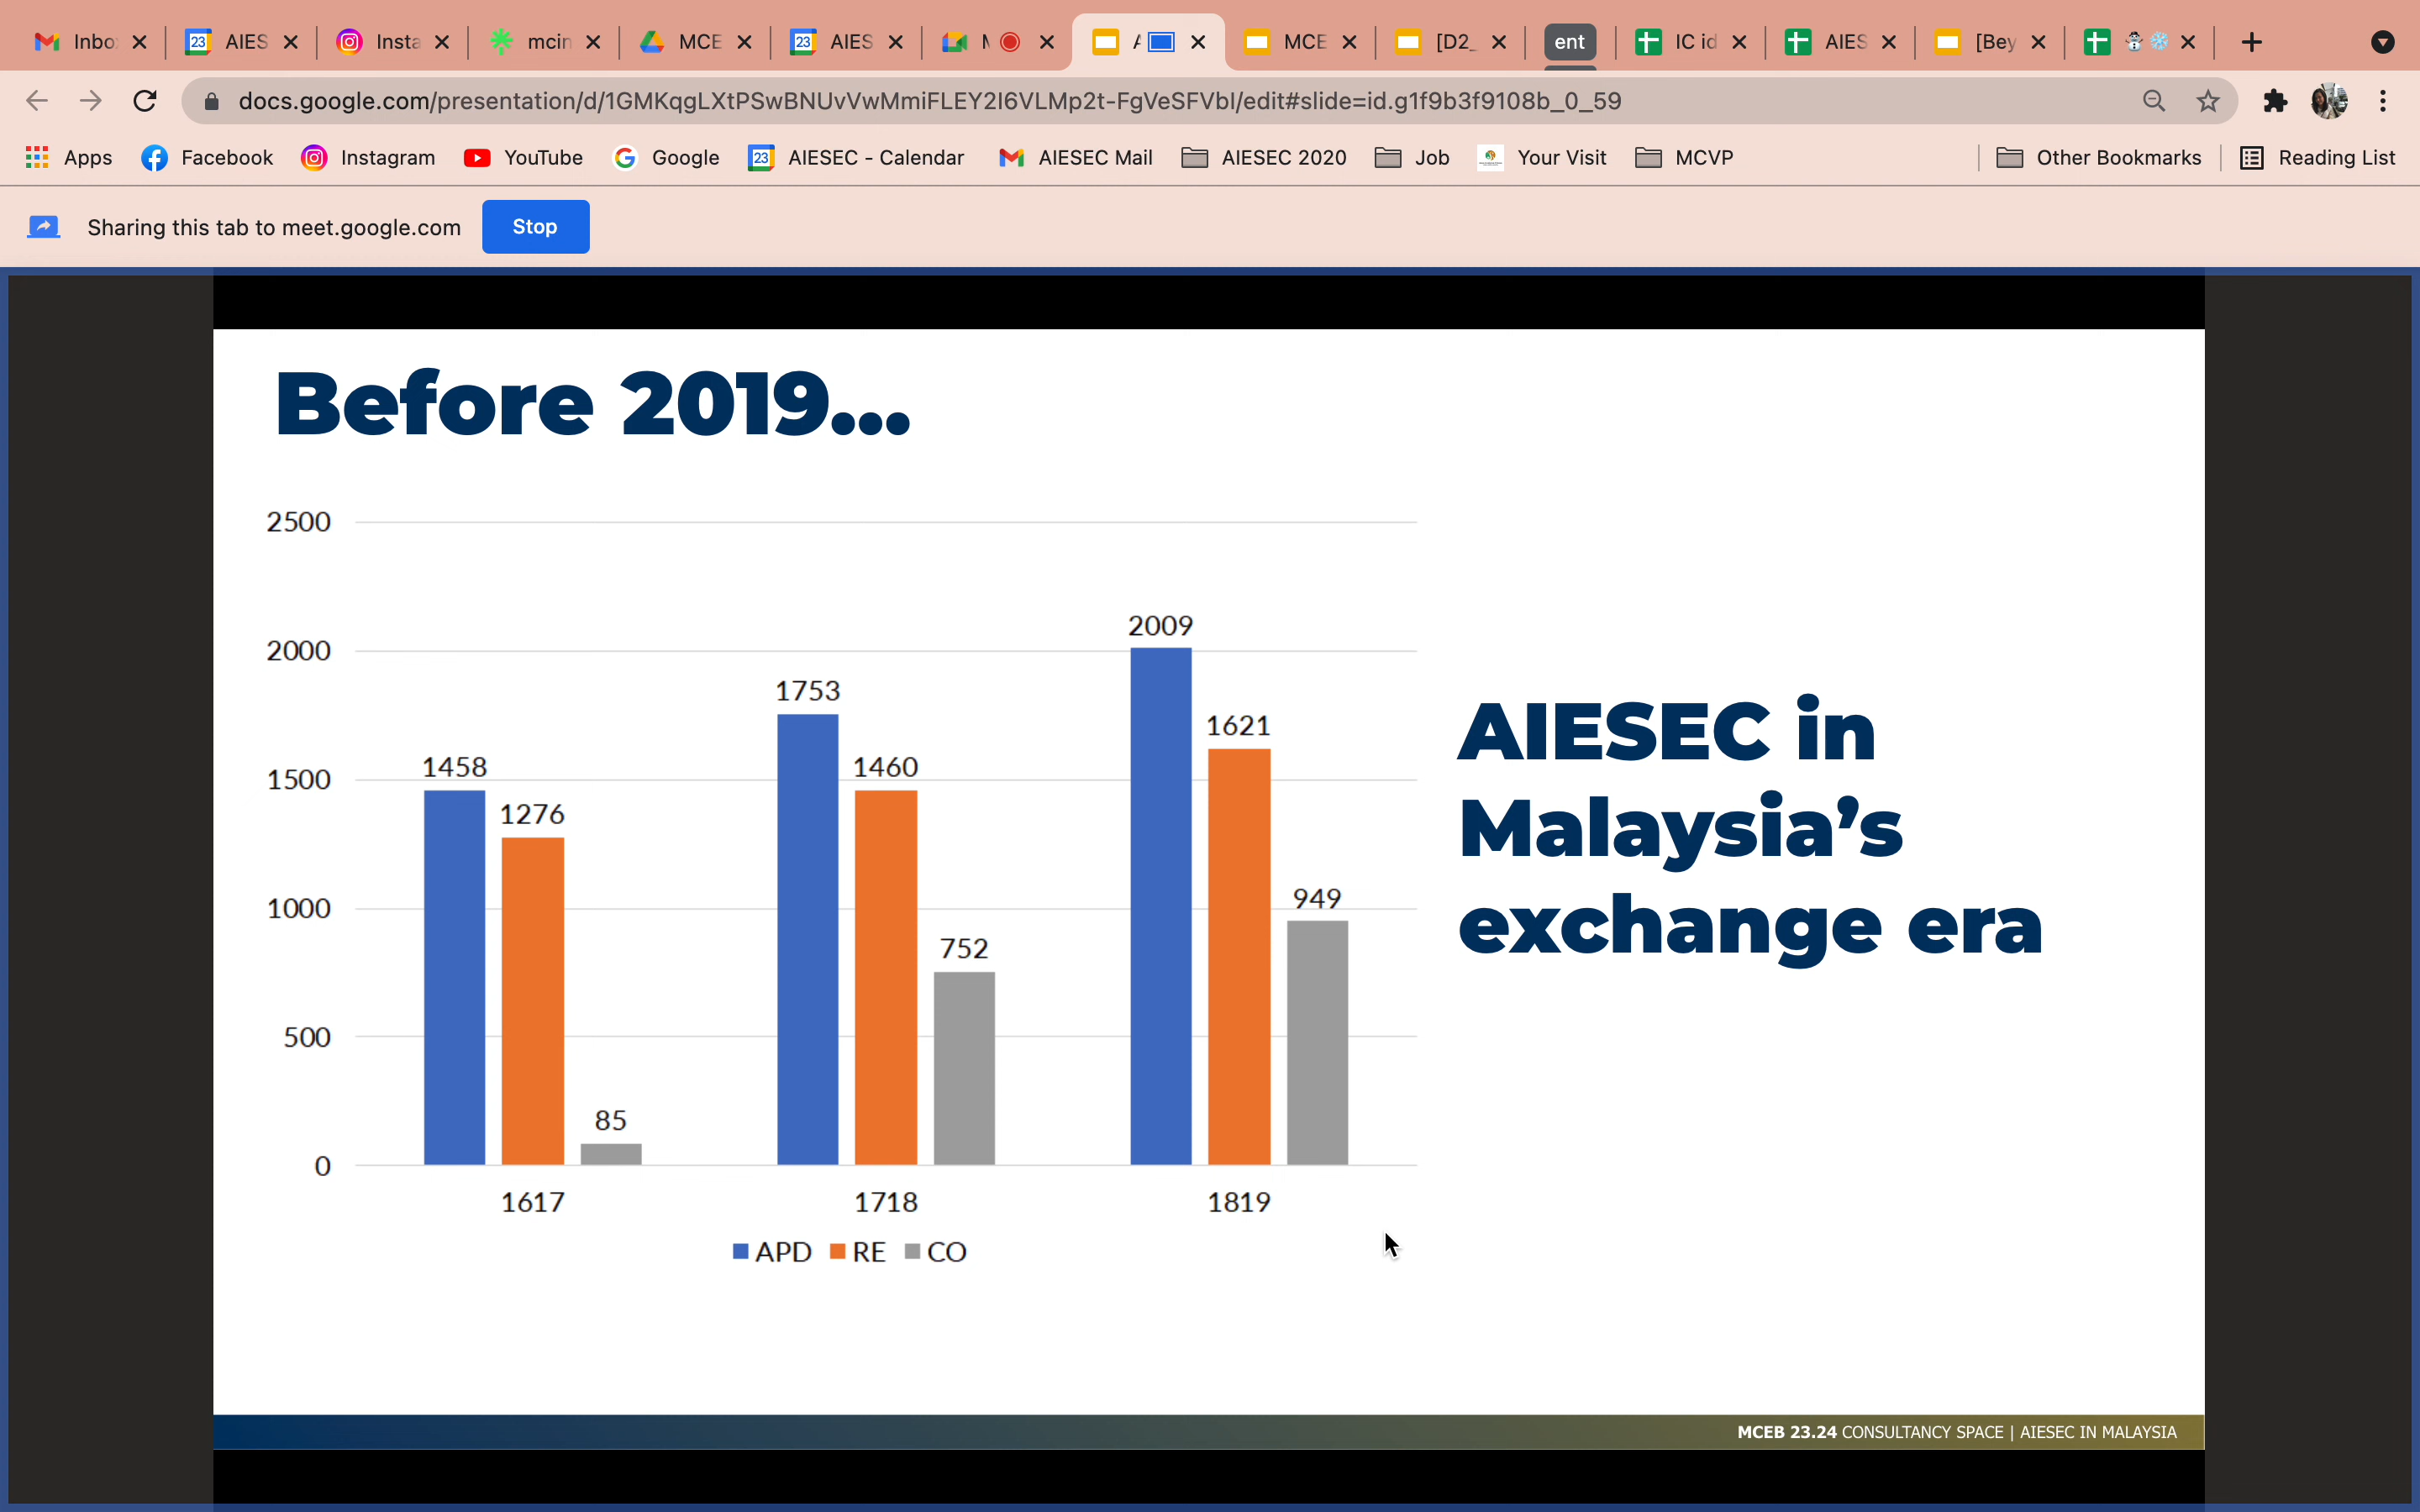 Inbo
AIES
Insta
mcin
MCE
AIES
MCE
[D2_
ent
IC id
AIES
[Bey
docs.google.com/presentation/d/1GMKqgLXtPSwBNUvVwMmiFLEY2I6VLMp2t-FgVeSFVbI/edit#slide=id.g1f9b3f9108b_0_59
Apps Facebook Instagram YouTube Google 23 AIESEC - Calendar AIESEC Mail AIESEC 2020 Job Your Visit MCVP Other Bookmarks Reading List
Sharing this tab to meet.google.com Stop
Before 2019...
2500
2000
1500
1000
500
0
1458
1276
85
1753
1460
752
2009
1621
949
1617 1718 1819
APD RE CO
AIESEC in
Malaysia’s
exchange era
MCEB 23.24 CONSULTANCY SPACE | AIESEC IN MALAYSIA